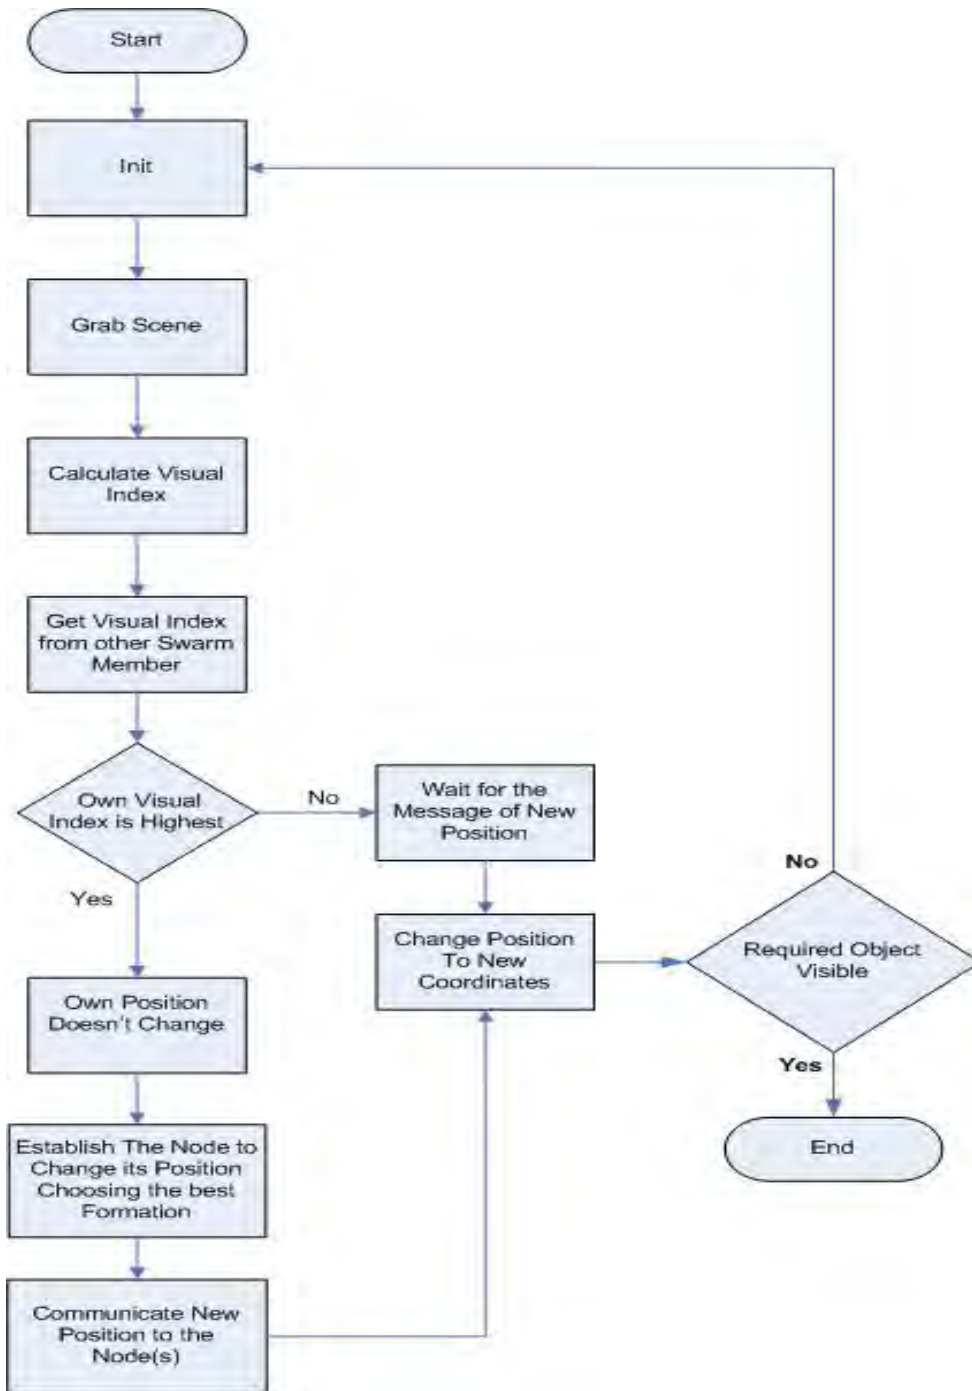 Start
Init
Grab Scene
Calculate Visual
Index
Get Visual Index
from other Swarm
Member
Own Visual
Index is Highest
No
Yes
Wait for the
Message of New
Position
Change Position
To New
Coordinates
No
Required Object
Visible
Yes
End
Own Position
Doesn't Change
Establish The Node to
Change its Position
Choosing the best
Formation
Communicate New
Position to the
Node(s)